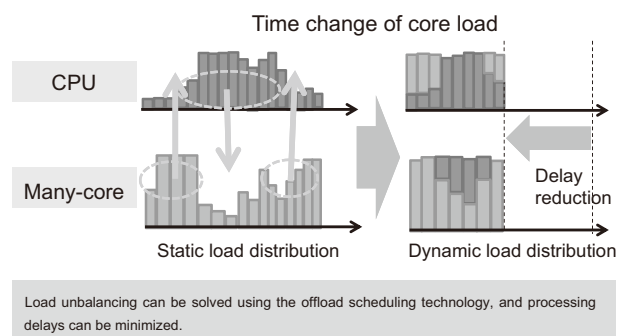 Time change of core load
CPU
Many-core
Delay
reduction
Static load distribution
Dynamic load distribution
Load unbalancing can be solved using the offload scheduling technology, and processing
delays can be minimized.